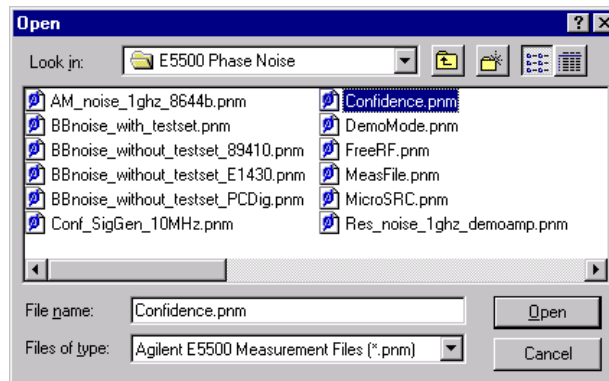 Open
Look in: E5500 Phase Noise
AM_noise_1ghz_8644b.pnm
BBnoise_with_testset.pnm
BBnoise_without_testset_89410.pnm
BBnoise_without_testset_E1430.pnm
BBnoise_without_testset_PCDig.pnm
Conf_SigGen_10MHz.pnm
Confidence.pnm
DemoMode.pnm
FreeRF.pnm
MeasFile.pnm
MicroSRC.pnm
Res_noise_1ghz_demoamp.pnm
File name: Confidence.pnm
Open
Files of type: Agilent E5500 Measurement Files (*.pnm)
Cancel